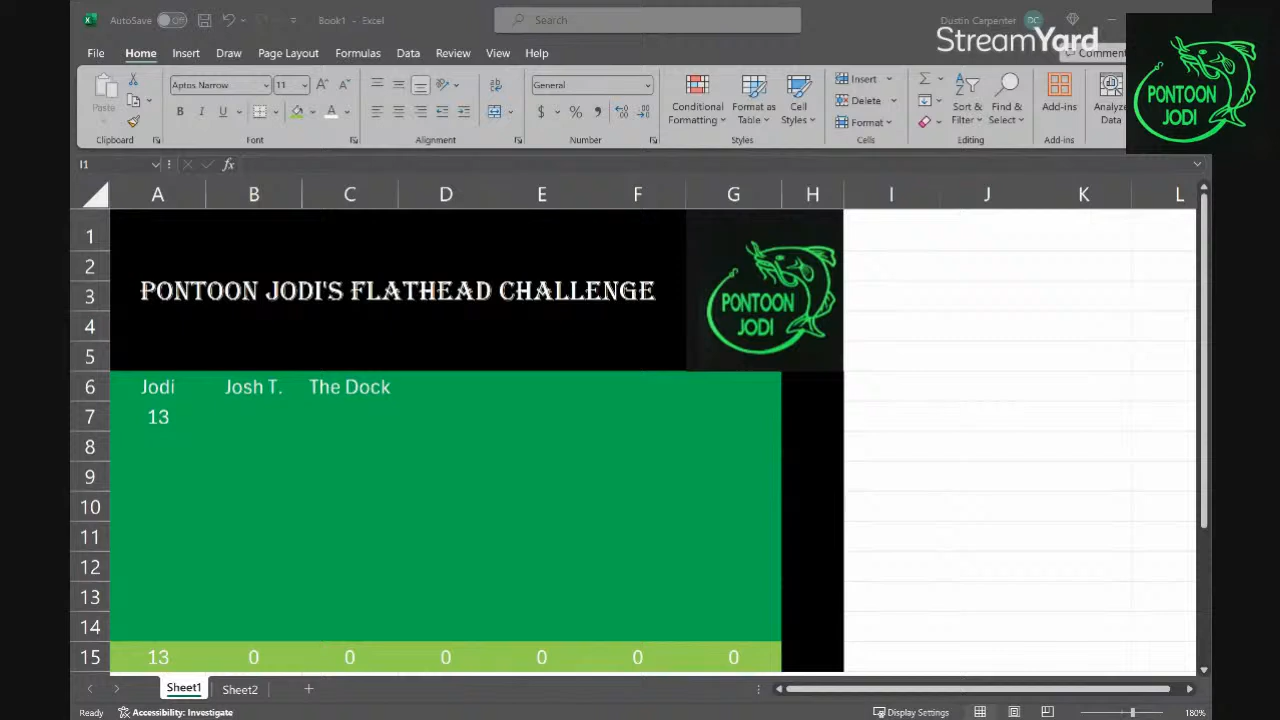 AutoSave Off Book1 - Excel Search Dustin Carpenter DC
StreamYard
File Home Insert Draw Page Layout Formulas Data Review View Help
Paste
Aptos Narrow 11
B I U
General
$ % ,
Conditional Formatting
Format as Table
Cell Styles
Insert
Delete
Format
Sort & Filter
Find & Select
Add-ins
Analyze Data
Clipboard Font Alignment Number Styles Cells Editing Add-ins
PONTOON
JODI
I1 fx
A B C D E F G H I J K L
1
2
3 PONTOON JODI'S FLATHEAD CHALLENGE
PONTOON
JODI
4
5
6 Jodi Josh T. The Dock
7 13
8
9
10
11
12
13
14
15 13 0 0 0 0 0 0
Sheet1 Sheet2 +
Ready Accessibility: Investigate Display Settings 180%